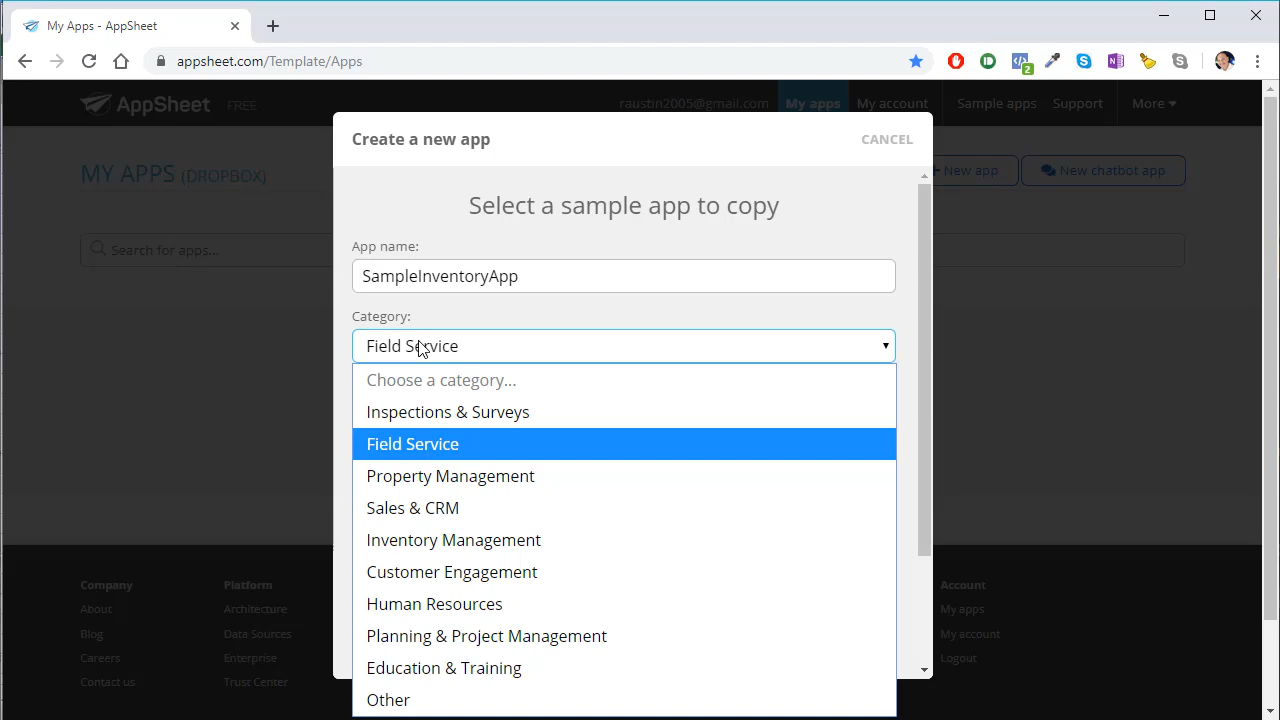 My Apps - AppSheet
appsheet.com/Template/Apps
2
AppSheet FREE raustin2005@gmail.com My apps My account Sample apps Support More
Create a new app CANCEL
MY APPS (DROPBOX) New app New chatbot app
Select a sample app to copy
Search for apps...
App name:
SampleInventoryApp
Category:
Field Service
Choose a category...
Inspections & Surveys
Field Service
Property Management
Sales & CRM
Inventory Management
Customer Engagement
Human Resources
Planning & Project Management
Education & Training
Other
Company
About
Blog
Careers
Contact us
Platform
Architecture
Data Sources
Enterprise
Trust Center
Account
My apps
My account
Logout